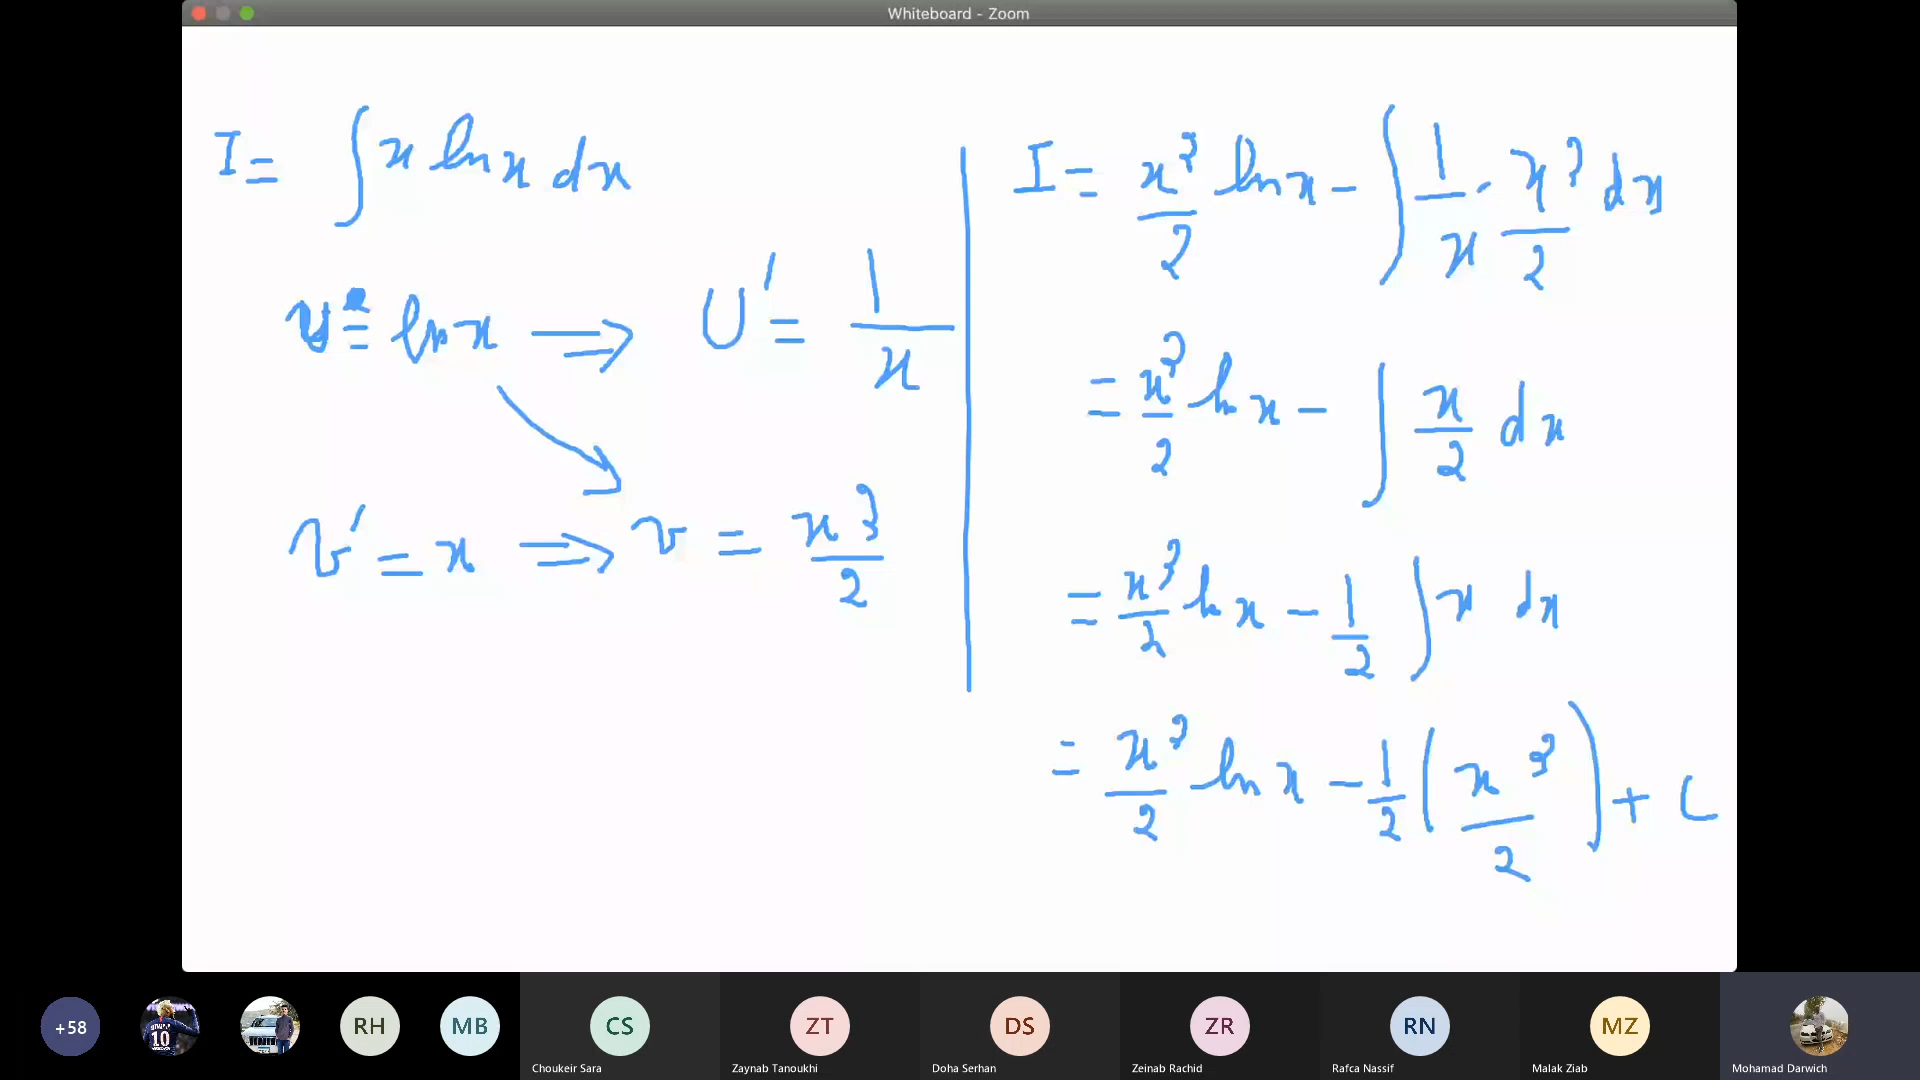 Whiteboard - Zoom
I = ∫ x ln x dx
u = ln x ⟹ U' = 1/x
v' = x ⟹ v = x²/2
I = x²/2 ln x - ∫ 1/x · x²/2 dx
= x²/2 ln x - ∫ x/2 dx
= x²/2 ln x - 1/2 ∫ x dx
= x²/2 ln x - 1/2 (x²/2) + C
+58
10
RH
MB
CS
ZT
DS
ZR
RN
MZ
Choukeir Sara
Zaynab Tanoukhi
Doha Serhan
Zeinab Rachid
Rafca Nassif
Malak Ziab
Mohamad Darwich